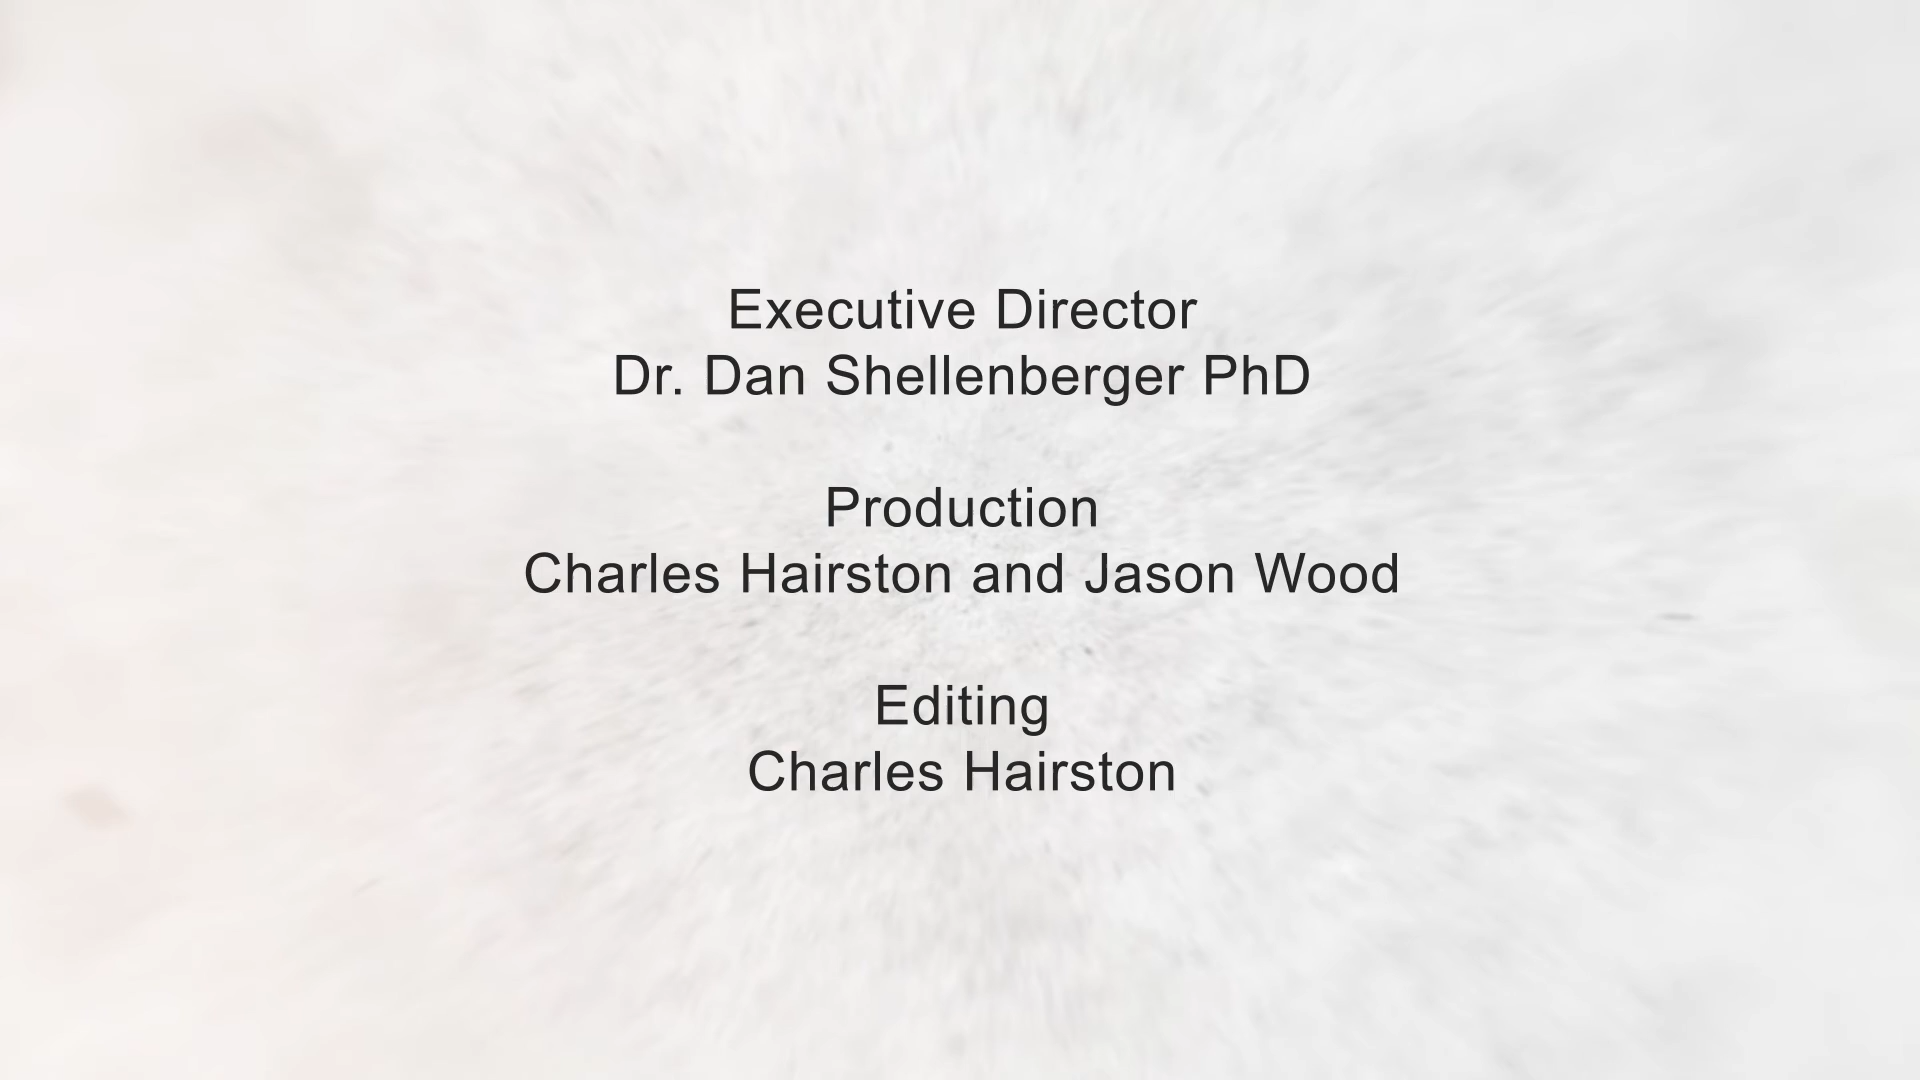 Executive Director
Dr. Dan Shellenberger PhD
Production
Charles Hairston and Jason Wood
Editing
Charles Hairston